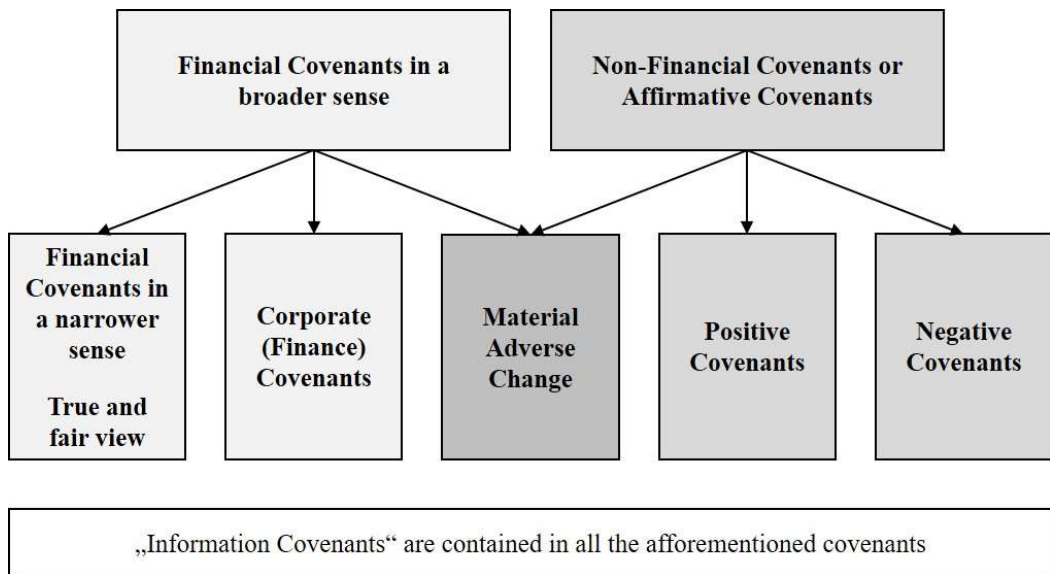 Financial Covenants in a
broader sense
Non-Financial Covenants or
Affirmative Covenants
Financial
Covenants in
a narrower
sense
True and
fair view
Corporate
(Finance)
Covenants
Material
Adverse
Change
Positive
Covenants
Negative
Covenants
„Information Covenants“ are contained in all the afforementioned covenants